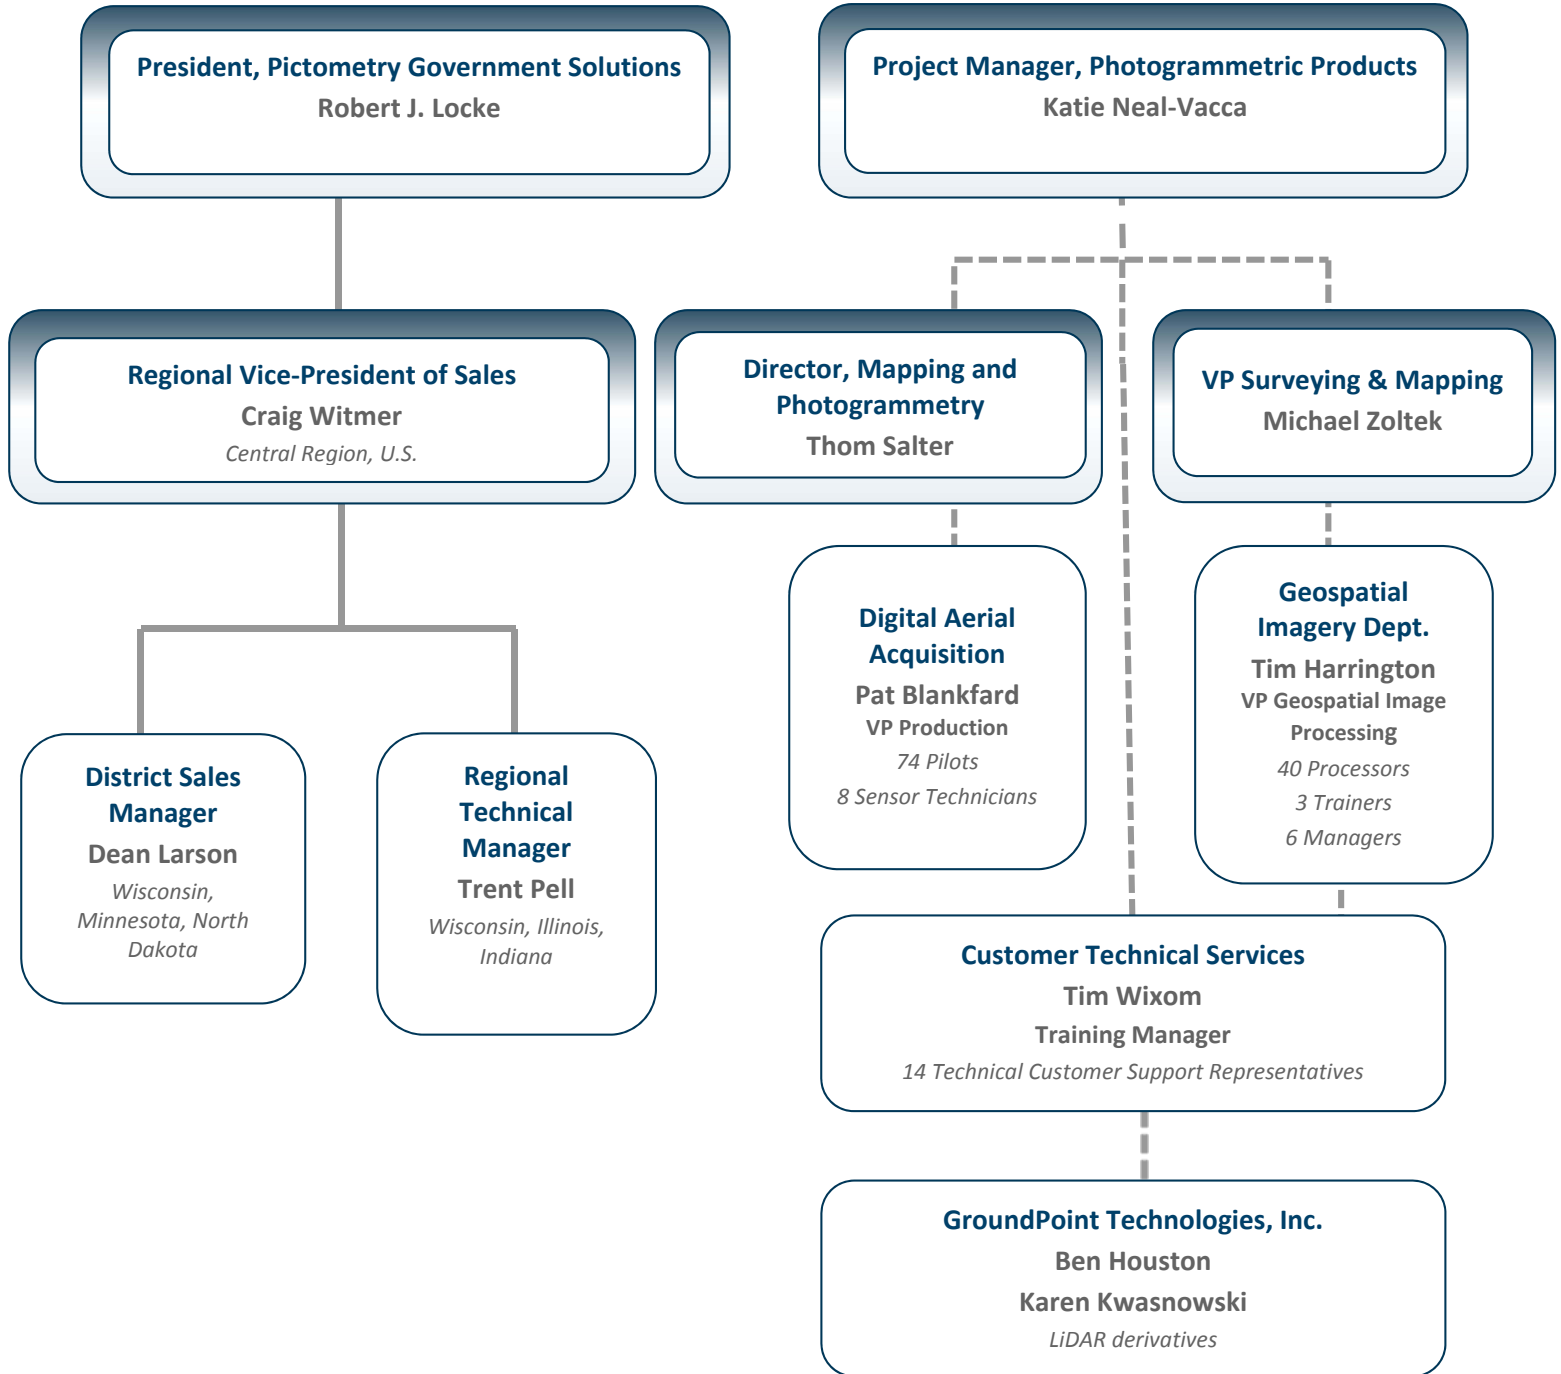 President, Pictometry Government Solutions
Robert J. Locke
Project Manager, Photogrammetric Products
Katie Neal-Vacca
Regional Vice-President of Sales
Craig Witmer
Central Region, U.S.
Director, Mapping and
Photogrammetry
Thom Salter
VP Surveying & Mapping
Michael Zoltek
District Sales
Manager
Dean Larson
Wisconsin,
Minnesota, North
Dakota
Regional
Technical
Manager
Trent Pell
Wisconsin, Illinois,
Indiana
Digital Aerial
Acquisition
Pat Blankfard
VP Production
74 Pilots
8 Sensor Technicians
Geospatial
Imagery Dept.
Tim Harrington
VP Geospatial Image
Processing
40 Processors
3 Trainers
6 Managers
Customer Technical Services
Tim Wixom
Training Manager
14 Technical Customer Support Representatives
GroundPoint Technologies, Inc.
Ben Houston
Karen Kwasnowski
LiDAR derivatives